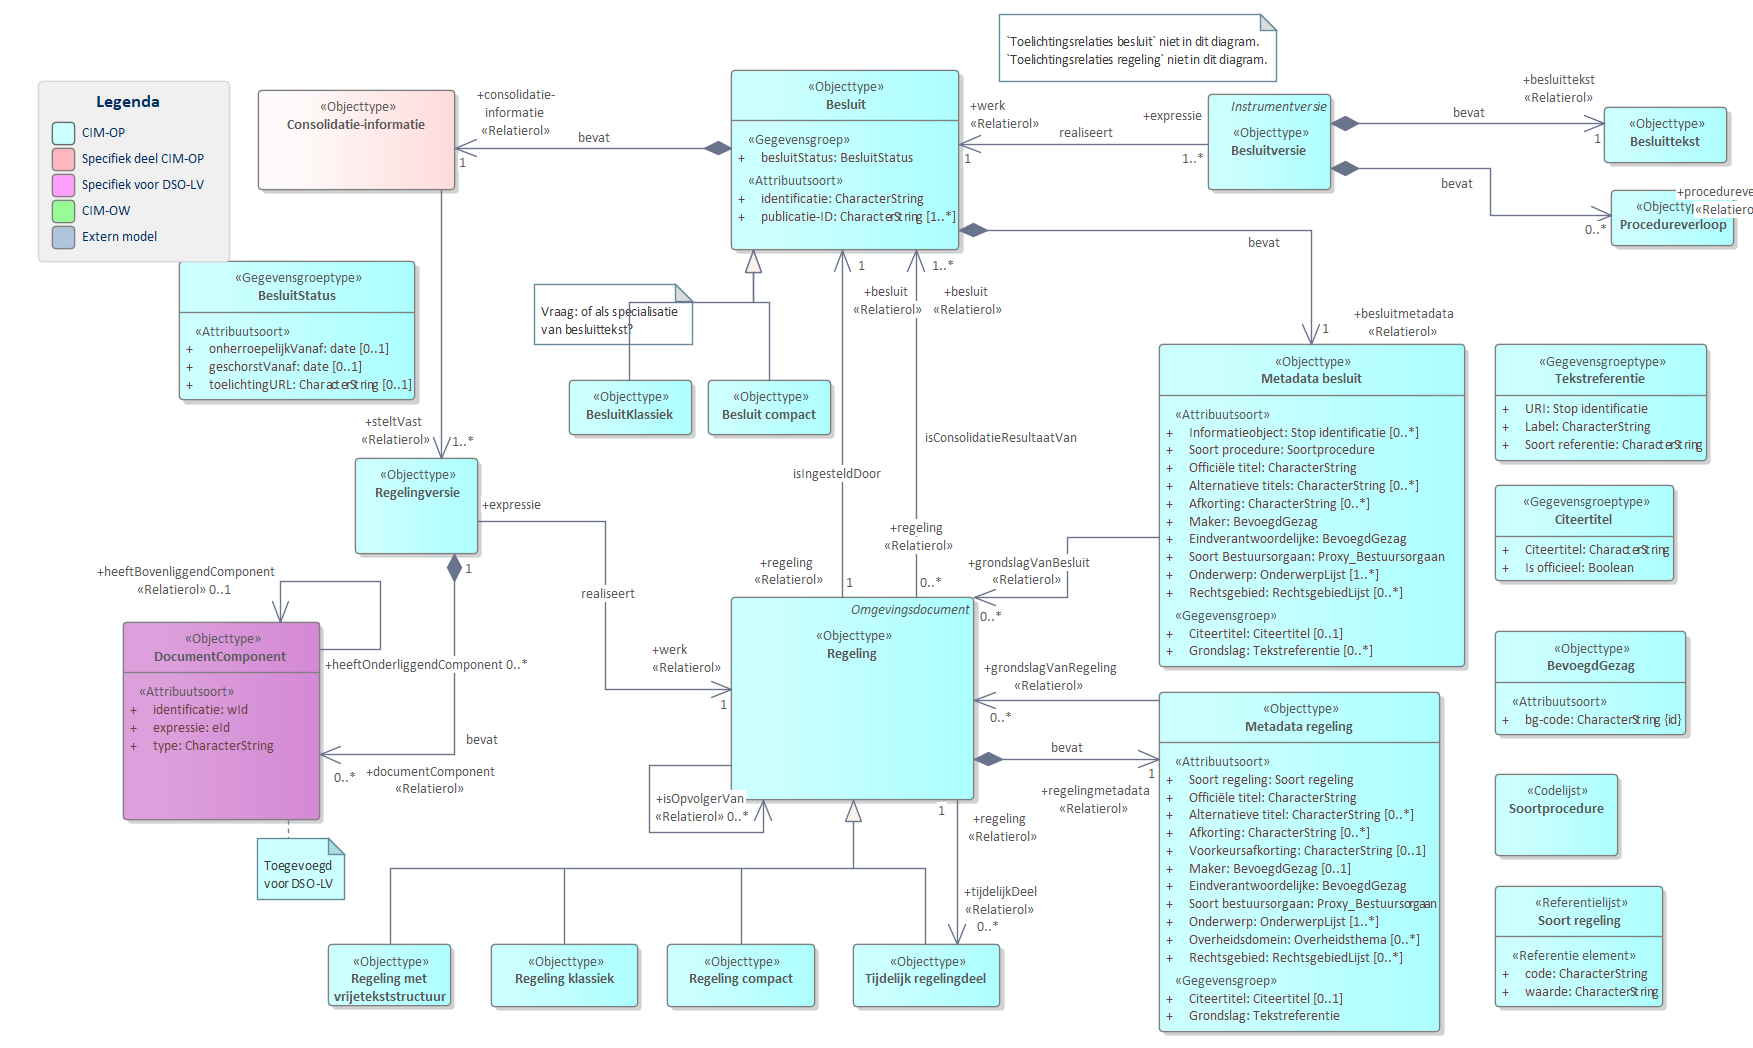 Legenda
CIM-OP
Specifiek deel CIM-OP
Specifiek voor DSO-LV
CIM-OW
Extern model
`Toelichtingsrelaties besluit` niet in dit diagram.
`Toelichtingsrelaties regeling` niet in dit diagram.
«Objecttype»
Consolidatie-informatie
+consolidatie-
informatie
«Relatierol»
bevat
1
«Objecttype»
Besluit
«Gegevensgroep»
+ besluitStatus: BesluitStatus
«Attribuutsoort»
+ identificatie: CharacterString
+ publicatie-ID: CharacterString [1..*]
+werk
«Relatierol»
1
realiseert
+expressie
1..*
Instrumentversie
«Objecttype»
Besluitversie
bevat
+besluittekst
«Relatierol»
1
«Objecttype»
Besluittekst
bevat
+procedureve
«Relatiero
0..*
«Objecttyp
Procedureverloop
«Gegevensgroeptype»
BesluitStatus
«Attribuutsoort»
+ onherroepelijkVanaf: date [0..1]
+ geschorstVanaf: date [0..1]
+ toelichtingURL: CharacterString [0..1]
Vraag: of als specialisatie
van besluittekst?
«Objecttype»
BesluitKlassiek
«Objecttype»
Besluit compact
1
+besluit
«Relatierol»
1..*
+besluit
«Relatierol»
bevat
+besluitmetadata
«Relatierol»
1
isIngesteldDoor
isConsolidatieResultaatVan
+regeling
«Relatierol»
1
+regeling
«Relatierol»
0..*
«Objecttype»
Metadata besluit
«Attribuutsoort»
+ Informatieobject: Stop identificatie [0..*]
+ Soort procedure: Soortprocedure
+ Officiële titel: CharacterString
+ Alternatieve titels: CharacterString [0..*]
+ Afkorting: CharacterString [0..*]
+ Maker: BevoegdGezag
+ Eindverantwoordelijke: BevoegdGezag
+ Soort Bestuursorgaan: Proxy_Bestuursorgaan
+ Onderwerp: OnderwerpLijst [1..*]
+ Rechtsgebied: RechtsgebiedLijst [0..*]
«Gegevensgroep»
+ Citeertitel: Citeertitel [0..1]
+ Grondslag: Tekstreferentie [0..*]
«Gegevensgroeptype»
Tekstreferentie
+ URI: Stop identificatie
+ Label: CharacterString
+ Soort referentie: CharacterString
«Gegevensgroeptype»
Citeertitel
+ Citeertitel: CharacterString
+ Is officieel: Boolean
«Objecttype»
BevoegdGezag
«Attribuutsoort»
+ bg-code: CharacterString {id}
«Codelijst»
Soortprocedure
«Referentielijst»
Soort regeling
«Referentie element»
+ code: CharacterString
+ waarde: CharacterString
+steltVast
«Relatierol»
1..*
«Objecttype»
Regelingversie
+expressie
1
realiseert
+werk
«Relatierol»
1
+heeftBovenliggendComponent
«Relatierol» 0..1
+heeftOnderliggendComponent 0..*
«Objecttype»
DocumentComponent
«Attribuutsoort»
+ identificatie: wId
+ expressie: eId
+ type: CharacterString
bevat
0..*
+documentComponent
«Relatierol»
Toegevoegd
voor DSO-LV
Omgevingsdocument
«Objecttype»
Regeling
+grondslagVanBesluit
«Relatierol»
0..*
+grondslagVanRegeling
«Relatierol»
0..*
bevat
1
+regelingmetadata
«Relatierol»
+isOpvolgerVan
«Relatierol» 0..*
1
+regeling
«Relatierol»
+tijdelijkDeel
«Relatierol»
0..*
«Objecttype»
Metadata regeling
«Attribuutsoort»
+ Soort regeling: Soort regeling
+ Officiële titel: CharacterString
+ Alternatieve titel: CharacterString [0..*]
+ Afkorting: CharacterString [0..*]
+ Voorkeursafkorting: CharacterString [0..1]
+ Maker: BevoegdGezag [0..1]
+ Eindverantwoordelijke: BevoegdGezag
+ Soort bestuursorgaan: Proxy_Bestuursorgaan
+ Onderwerp: OnderwerpLijst [1..*]
+ Overheidsdomein: Overheidsthema [0..*]
+ Rechtsgebied: RechtsgebiedLijst [0..*]
«Gegevensgroep»
+ Citeertitel: Citeertitel [0..1]
+ Grondslag: Tekstreferentie
«Objecttype»
Regeling met
vrijetekststructuur
«Objecttype»
Regeling klassiek
«Objecttype»
Regeling compact
«Objecttype»
Tijdelijk regelingdeel